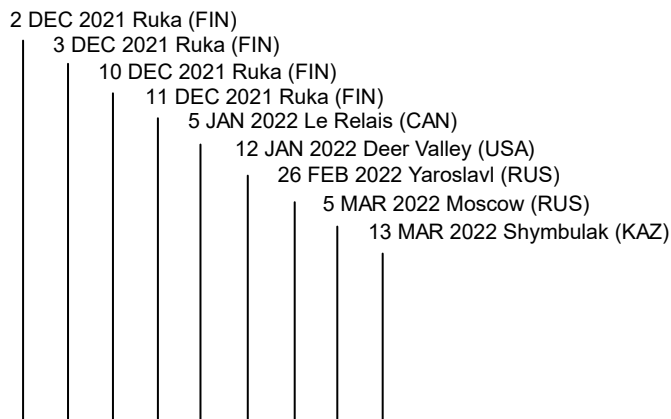 2 DEC 2021 Ruka (FIN)
3 DEC 2021 Ruka (FIN)
10 DEC 2021 Ruka (FIN)
11 DEC 2021 Ruka (FIN)
5 JAN 2022 Le Relais (CAN)
12 JAN 2022 Deer Valley (USA)
26 FEB 2022 Yaroslavl (RUS)
5 MAR 2022 Moscow (RUS)
13 MAR 2022 Shymbulak (KAZ)